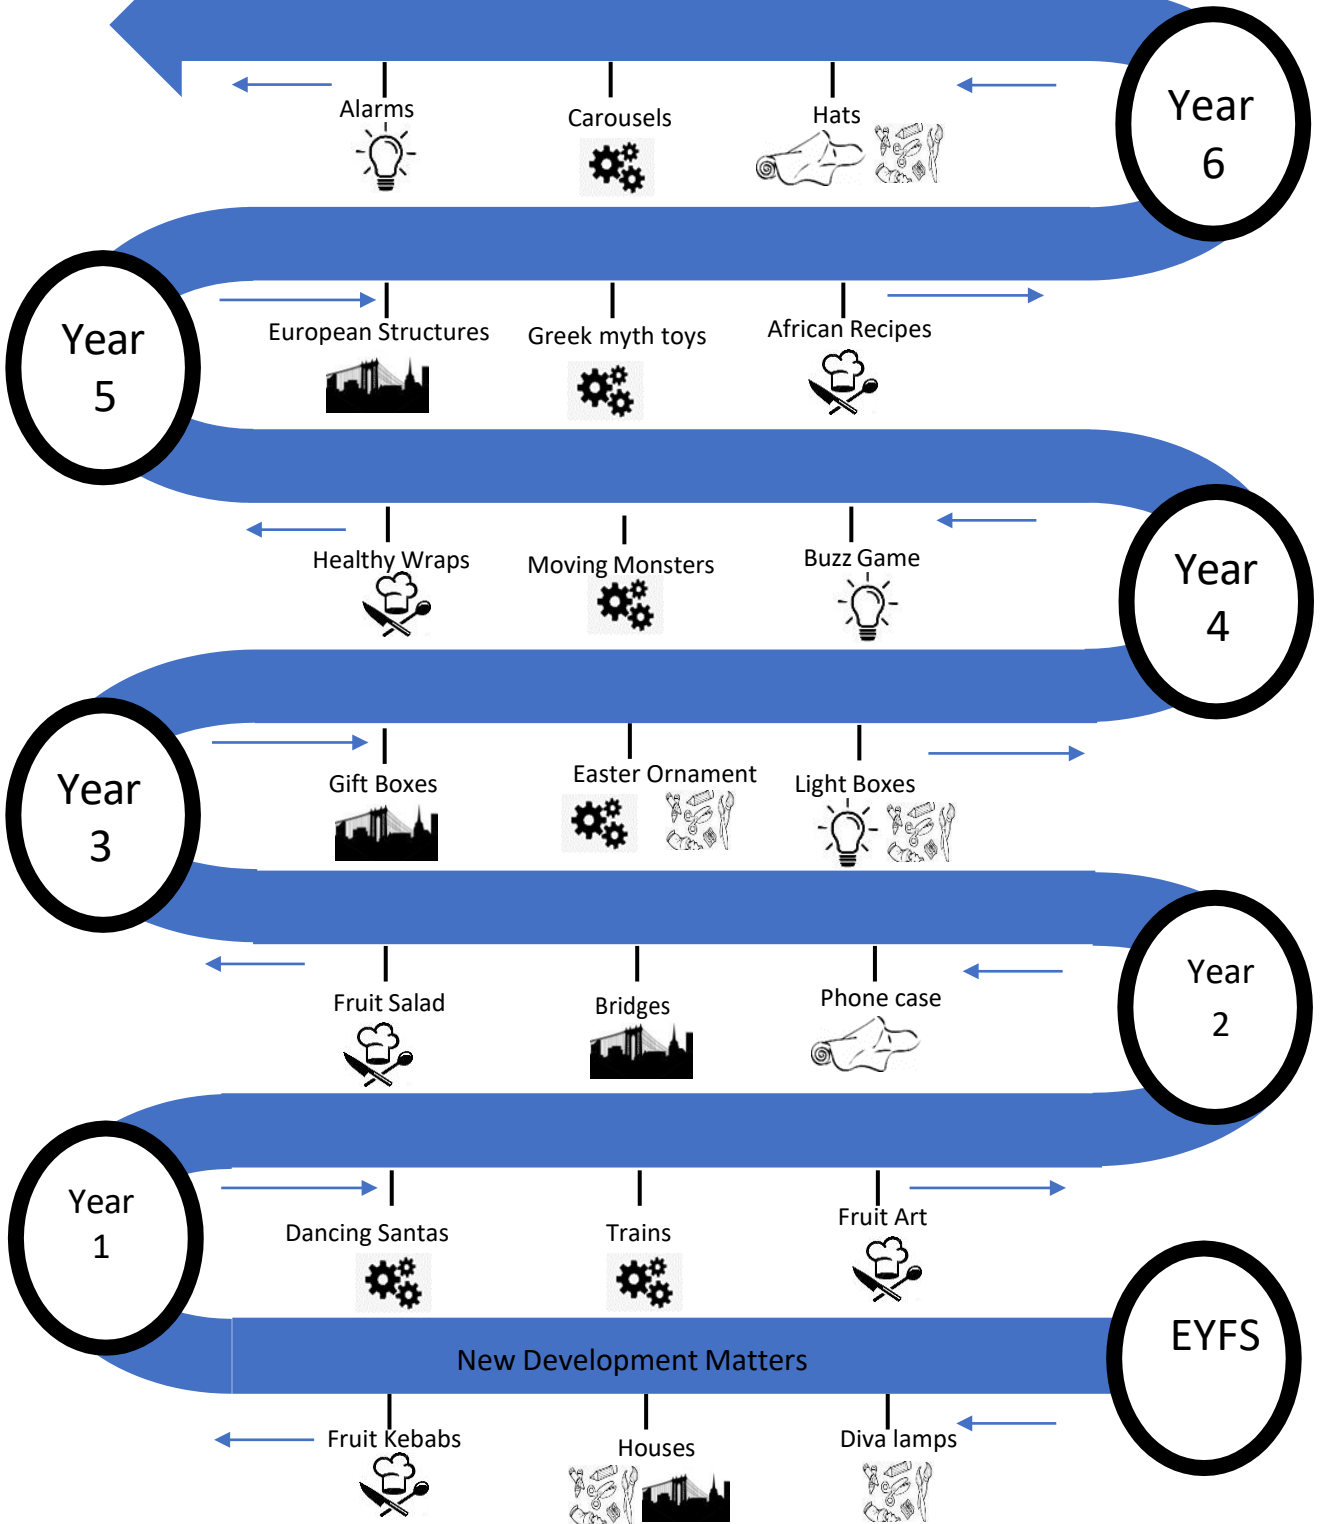 Alarms
Carousels
Hats
Year
6
Year
5
European Structures
Greek myth toys
African Recipes
Healthy Wraps
Moving Monsters
Buzz Game
Year
4
Year
3
Gift Boxes
Easter Ornament
Light Boxes
Fruit Salad
Bridges
Phone case
Year
2
Year
1
Dancing Santas
Trains
Fruit Art
New Development Matters
EYFS
Fruit Kebabs
Houses
Diva lamps